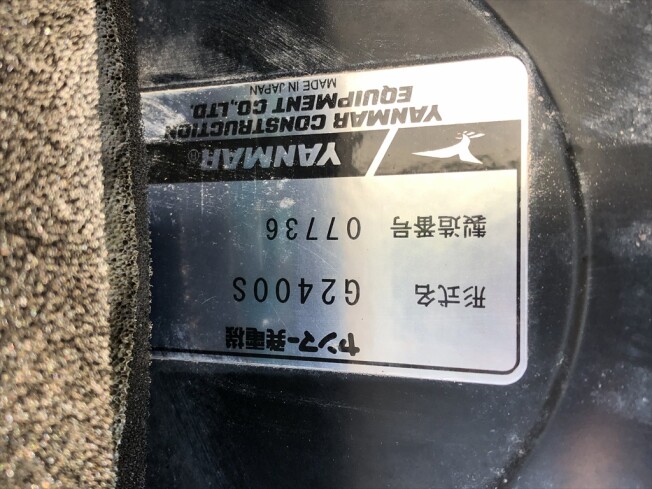 ヤンマー発電機
形式名 G2400S
製造番号 07736
YANMAR®
YANMAR CONSTRUCTION
EQUIPMENT CO.,LTD.
MADE IN JAPAN